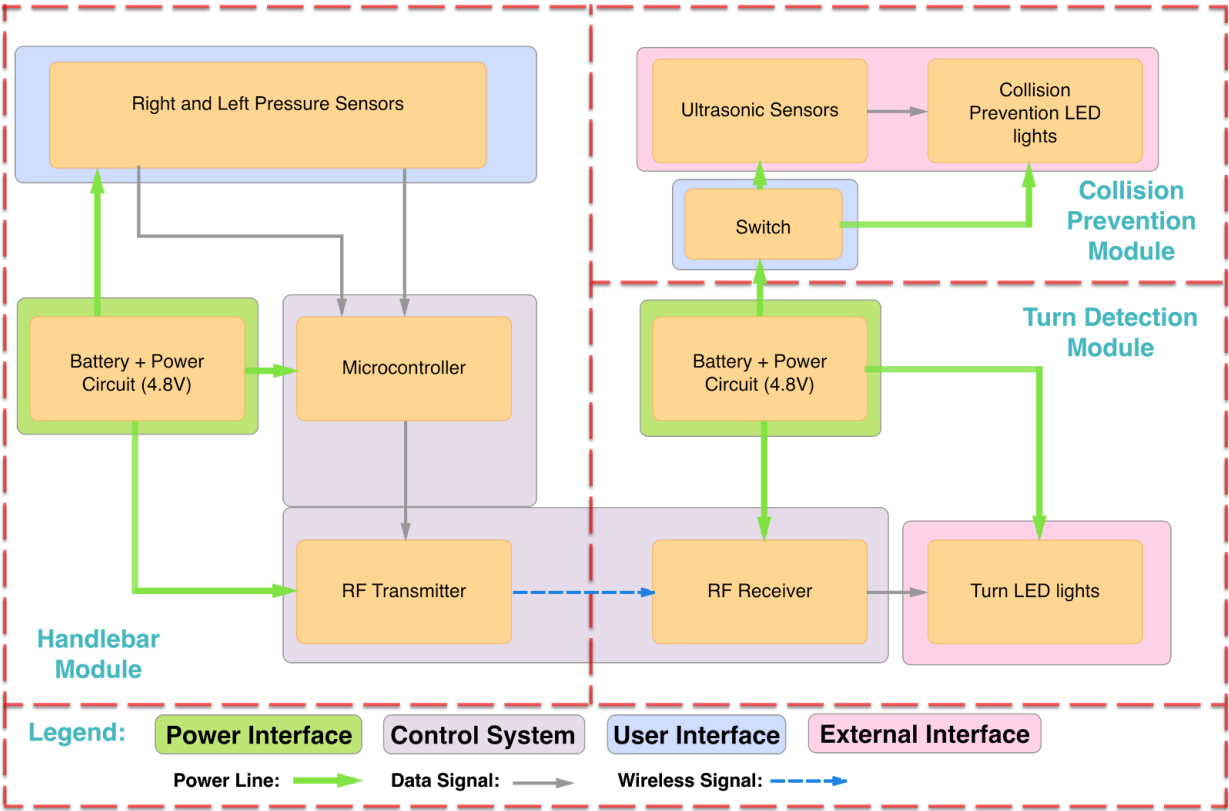 Right and Left Pressure Sensors
Battery + Power
Circuit (4.8V)
Microcontroller
RF Transmitter
Handlebar
Module
Ultrasonic Sensors
Collision
Prevention LED
lights
Switch
Collision
Prevention
Module
Battery + Power
Circuit (4.8V)
Turn Detection
Module
RF Receiver
Turn LED lights
Legend:
Power Interface
Control System
User Interface
External Interface
Power Line:
Data Signal:
Wireless Signal: